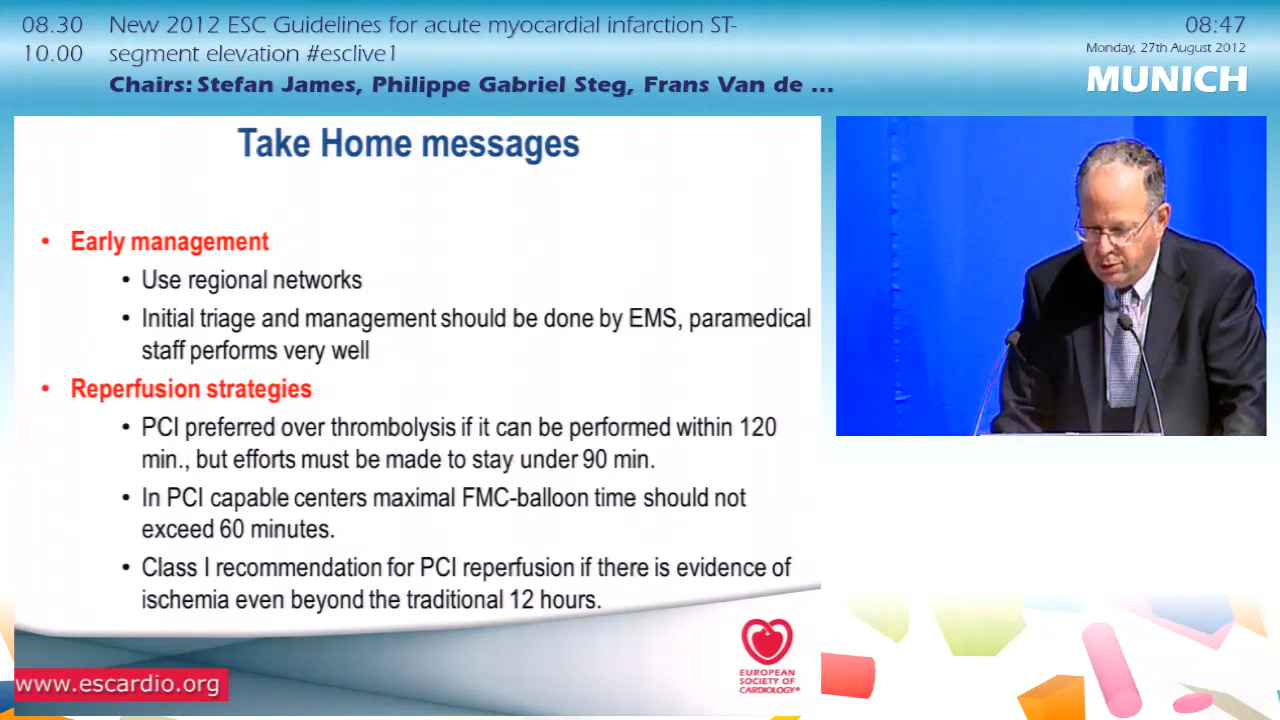 08.30
10.00
New 2012 ESC Guidelines for acute myocardial infarction ST-
segment elevation #esclive1
Chairs: Stefan James, Philippe Gabriel Steg, Frans Van de ...
08:47
Monday, 27th August 2012
MUNICH
Take Home messages
• Early management
• Use regional networks
• Initial triage and management should be done by EMS, paramedical
staff performs very well
• Reperfusion strategies
• PCI preferred over thrombolysis if it can be performed within 120
min., but efforts must be made to stay under 90 min.
• In PCI capable centers maximal FMC-balloon time should not
exceed 60 minutes.
• Class I recommendation for PCI reperfusion if there is evidence of
ischemia even beyond the traditional 12 hours.
www.escardio.org
EUROPEAN
SOCIETY OF
CARDIOLOGY®